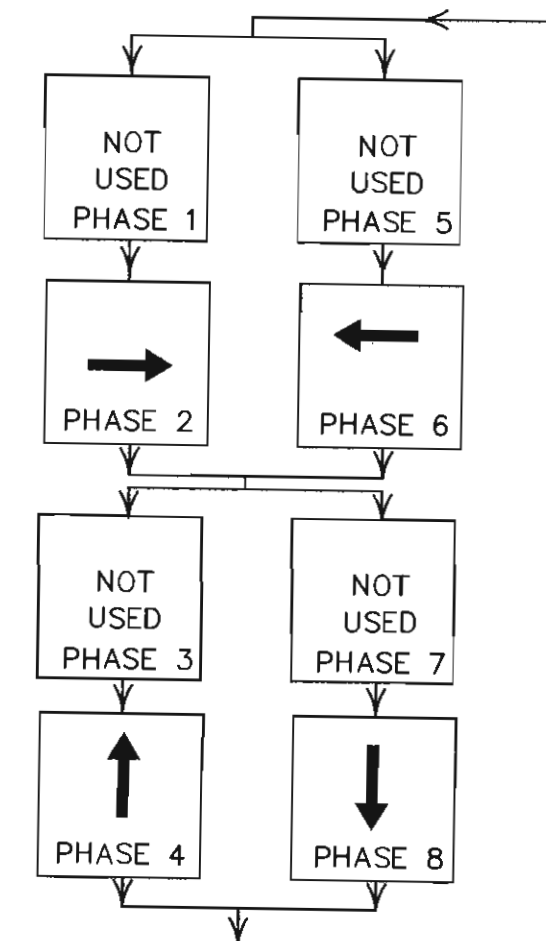 NOT
USED
PHASE 1
NOT
USED
PHASE 5
PHASE 2
PHASE 6
NOT
USED
PHASE 3
NOT
USED
PHASE 7
PHASE 4
PHASE 8